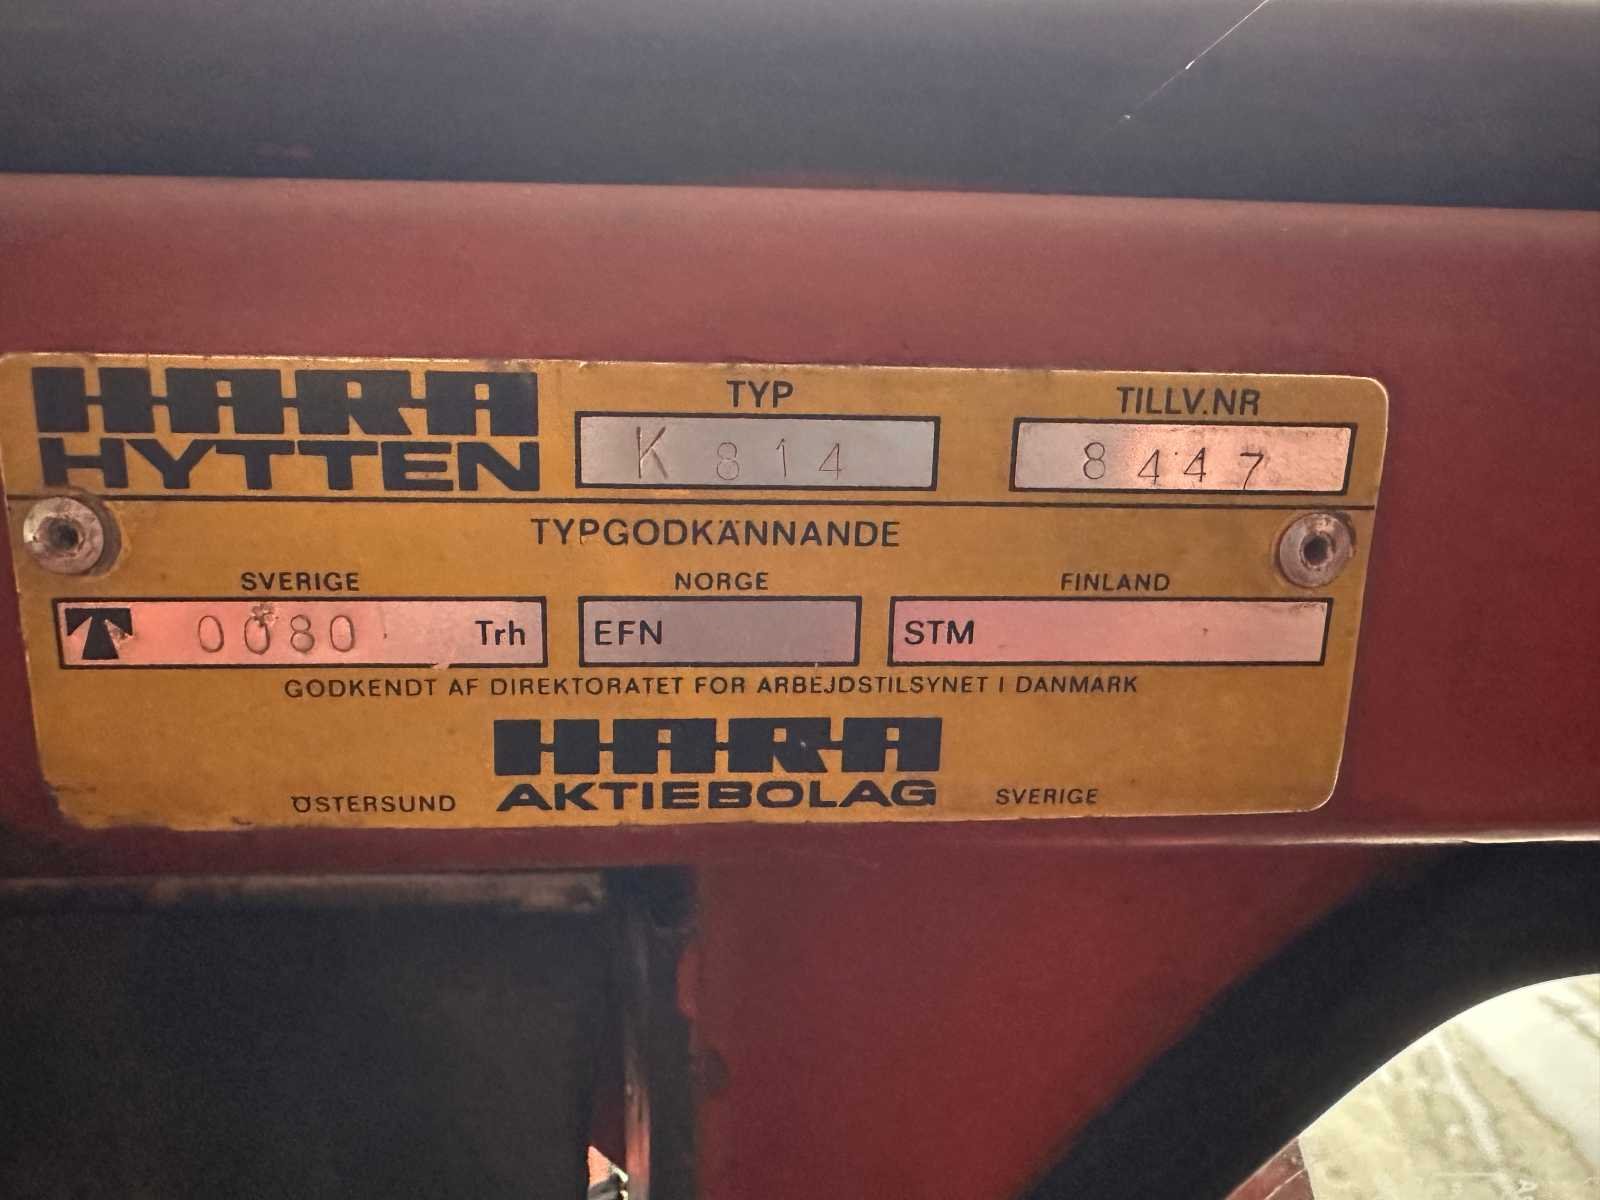 HARA
HYTTEN
TYP
K 814
TILLV.NR
8447
TYPGODKÄNNANDE
SVERIGE
0080 Trh
NORGE
EFN
FINLAND
STM
GODKENDT AF DIREKTORATET FOR ARBEJDSTILSYNET I DANMARK
HARA
ÖSTERSUND AKTIEBOLAG SVERIGE